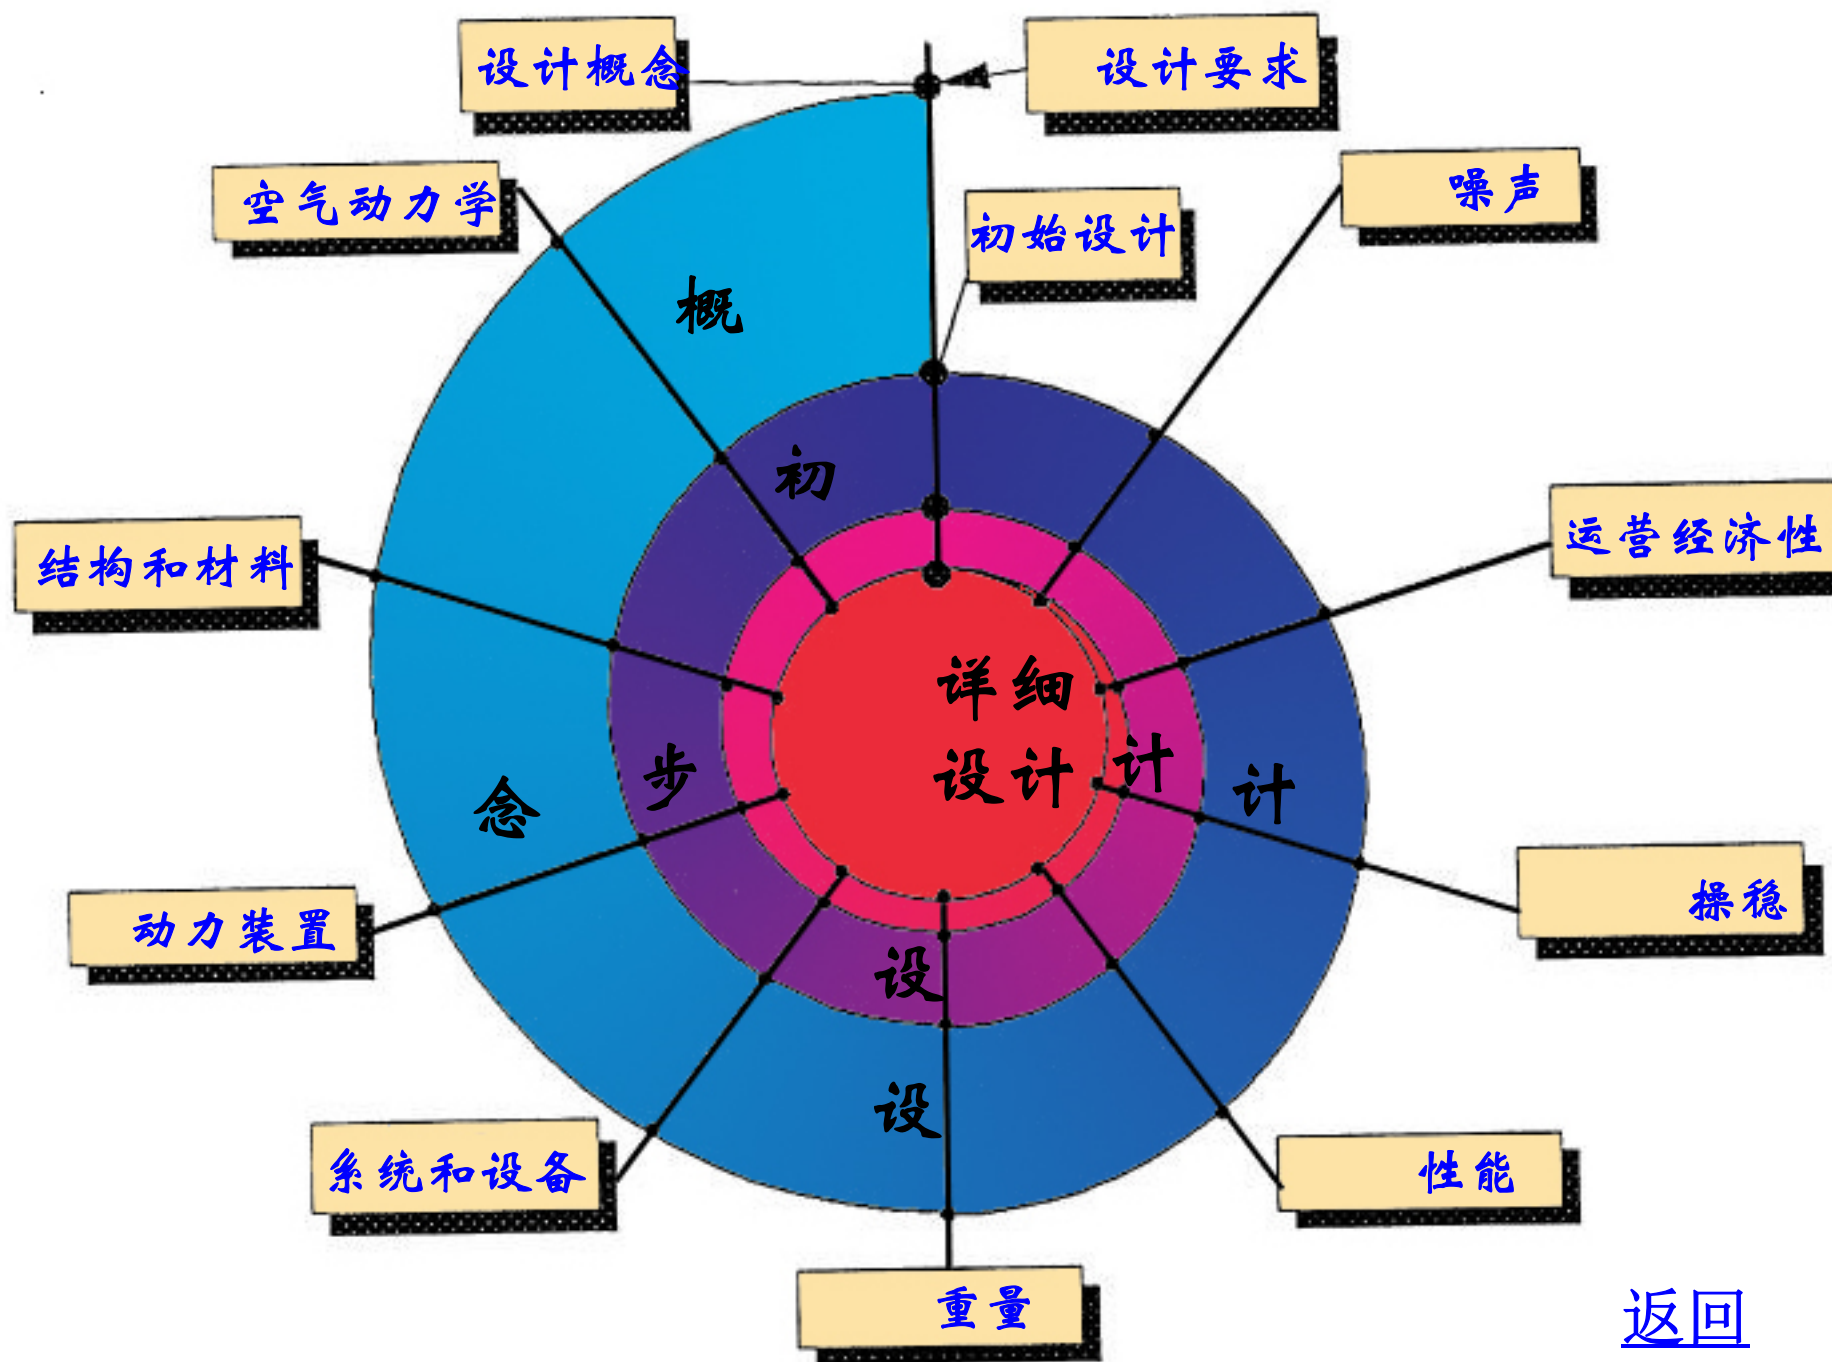 设计概念
设计要求
空气动力学
噪声
初始设计
概
初
运营经济性
结构和材料
详细
设计
步
计
计
念
操稳
动力装置
设
设
系统和设备
性能
重量
返回